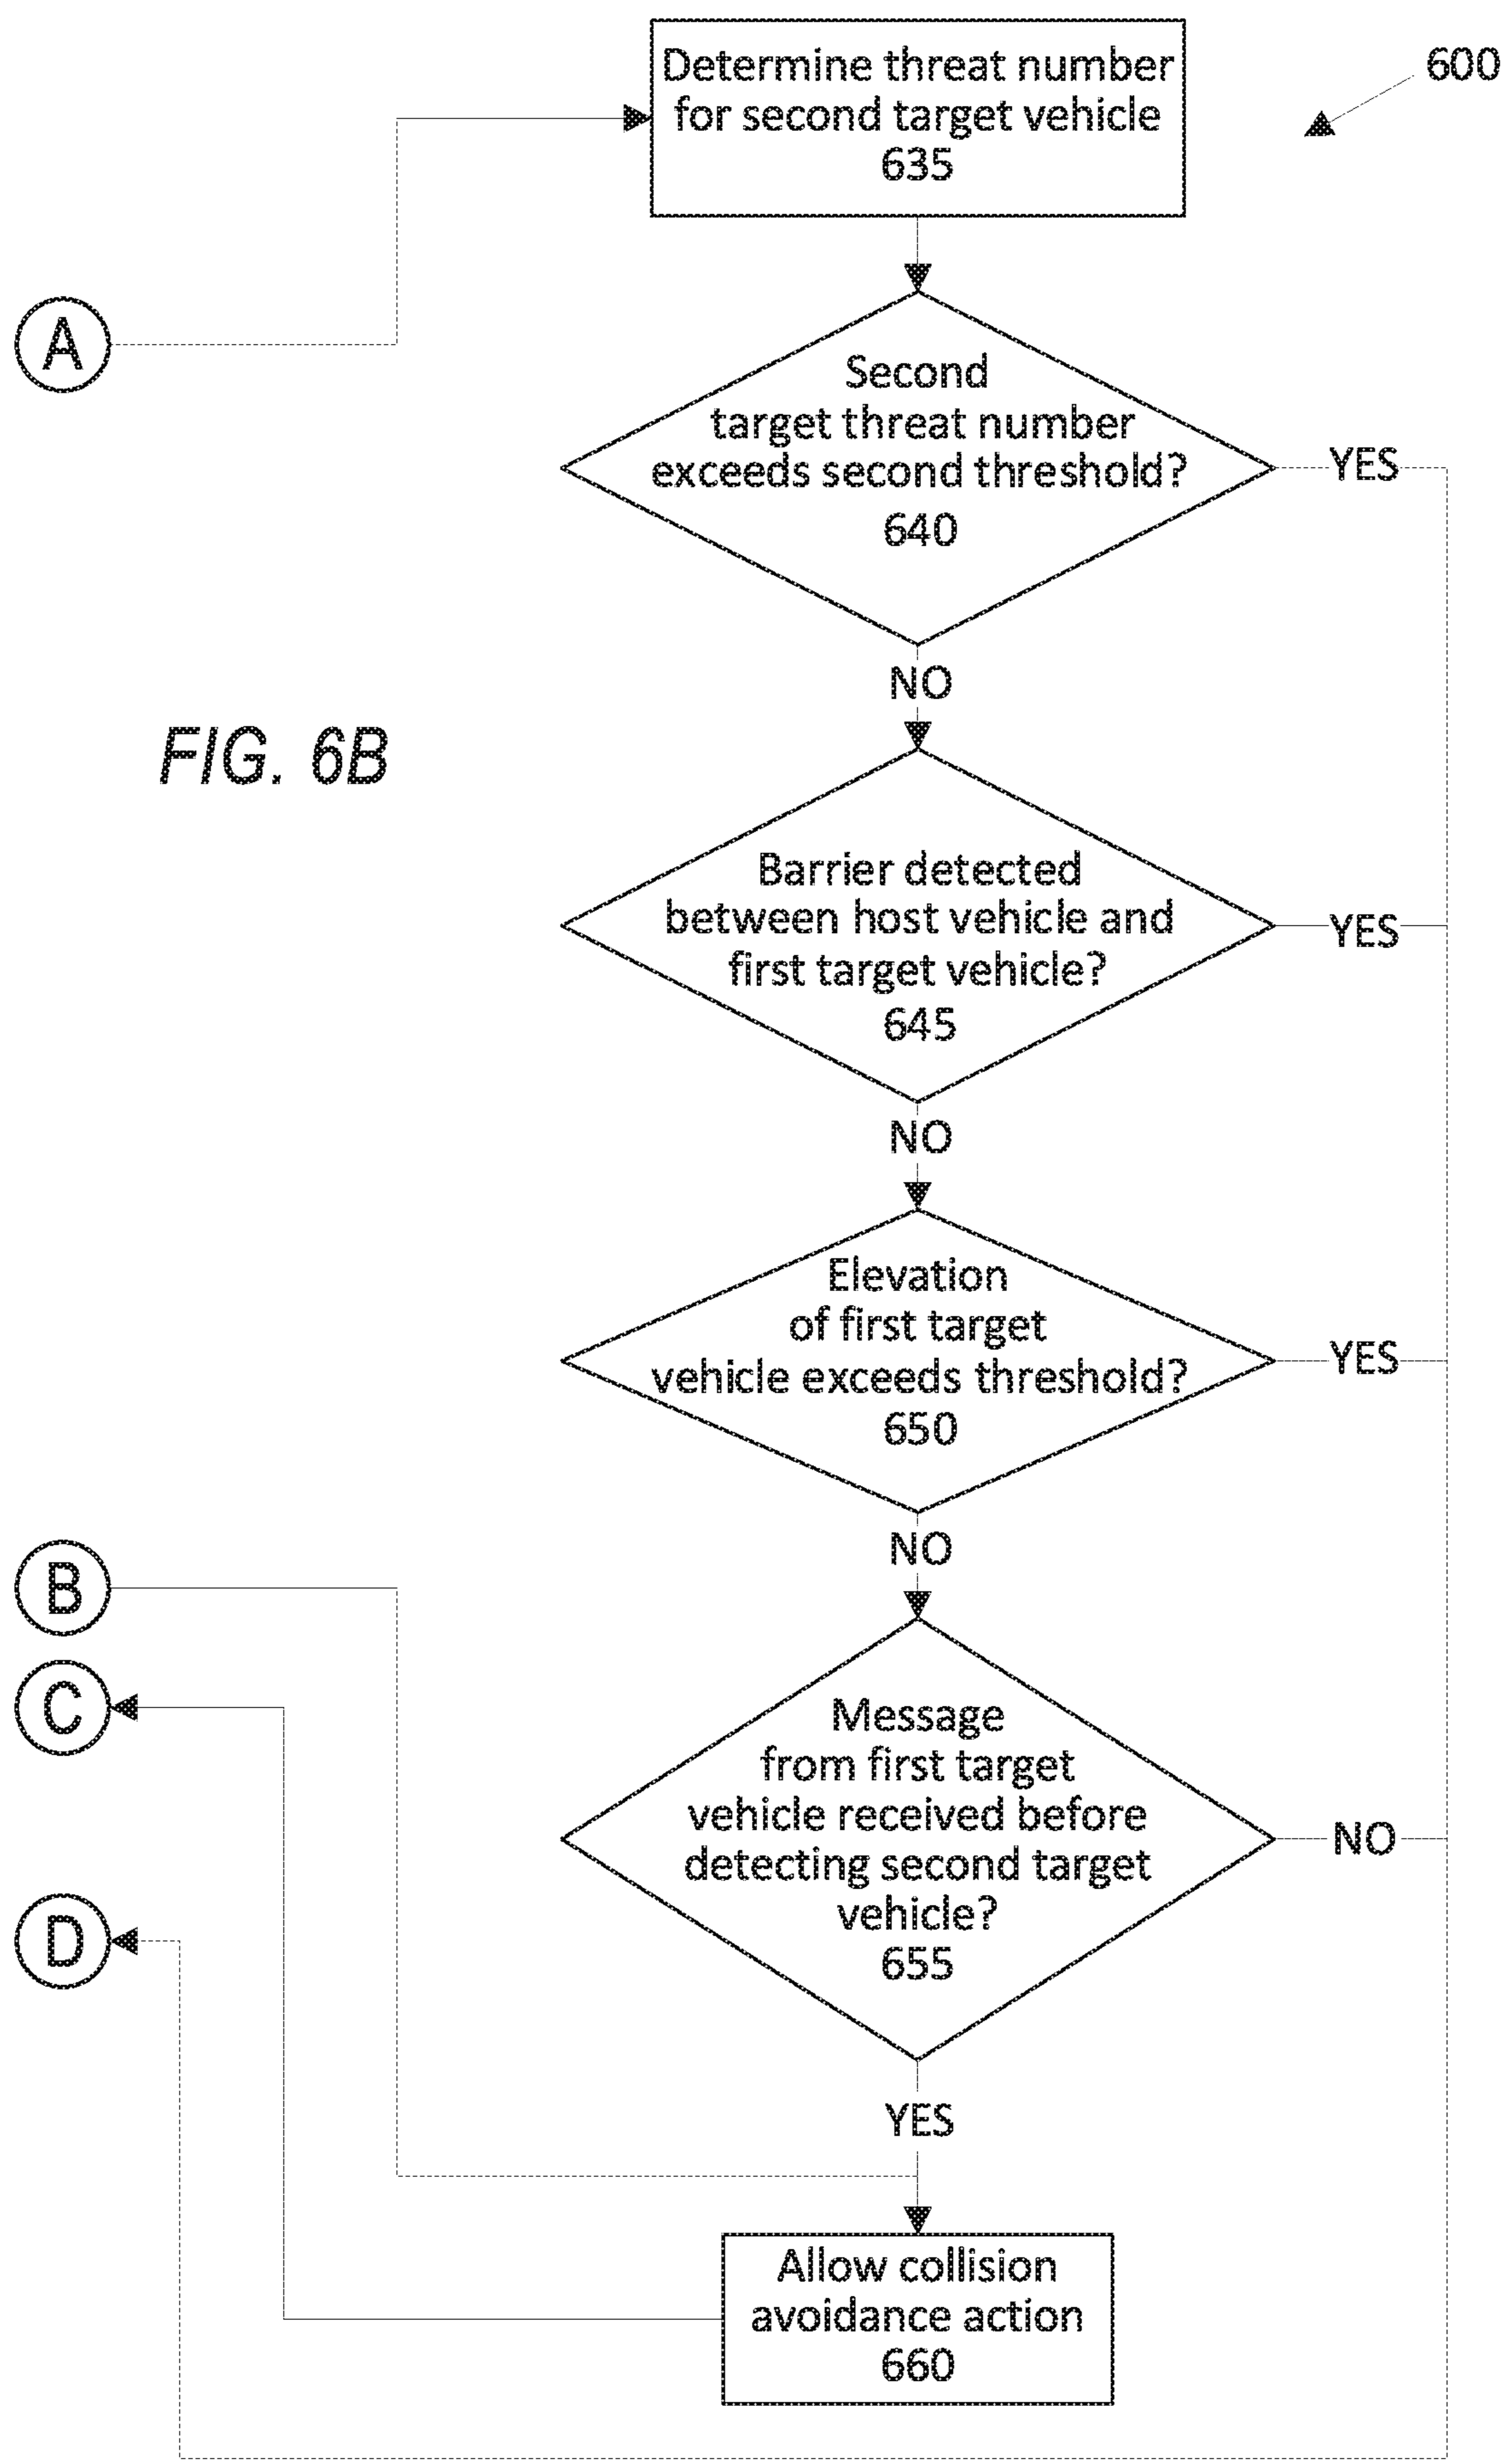 Determine threat number
for second target vehicle
635
600
A
Second
target threat number
exceeds second threshold?
640
YES
NO
FIG. 6B
Barrier detected
between host vehicle and
first target vehicle?
645
YES
NO
Elevation
of first target
vehicle exceeds threshold?
650
YES
NO
B
C
Message
from first target
vehicle received before
detecting second target
vehicle?
655
NO
D
YES
Allow collision
avoidance action
660